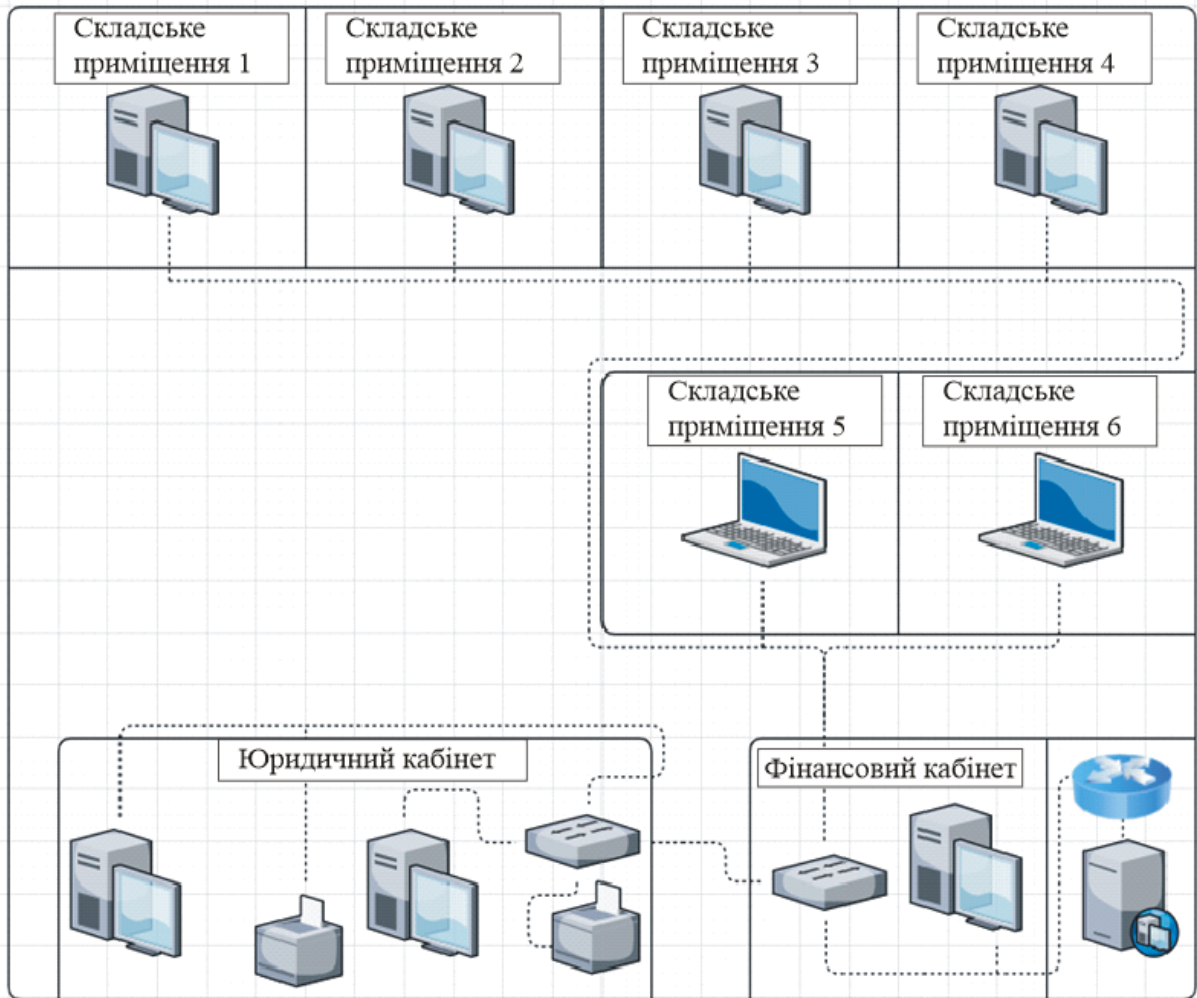 Складське
приміщення 1
Складське
приміщення 2
Складське
приміщення 3
Складське
приміщення 4
Складське
приміщення 5
Складське
приміщення 6
Юридичний кабінет
Фінансовий кабінет